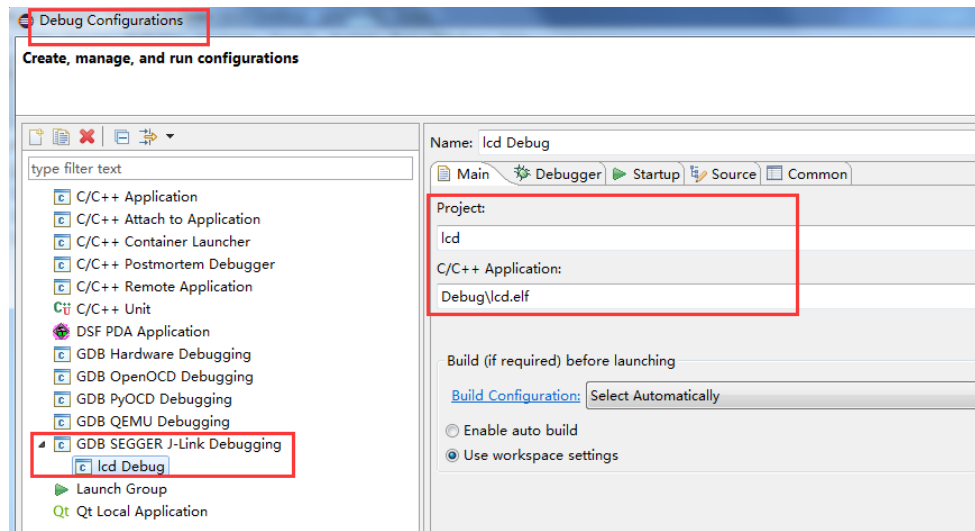 Debug Configurations
Create, manage, and run configurations
type filter text
C/C++ Application
C/C++ Attach to Application
C/C++ Container Launcher
C/C++ Postmortem Debugger
C/C++ Remote Application
C/C++ Unit
DSF PDA Application
GDB Hardware Debugging
GDB OpenOCD Debugging
GDB PyOCD Debugging
GDB QEMU Debugging
GDB SEGGER J-Link Debugging
lcd Debug
Launch Group
Qt Local Application
Name: lcd Debug
Main Debugger Startup Source Common
Project:
lcd
C/C++ Application:
Debug\lcd.elf
Build (if required) before launching
Build Configuration: Select Automatically
Enable auto build
Use workspace settings